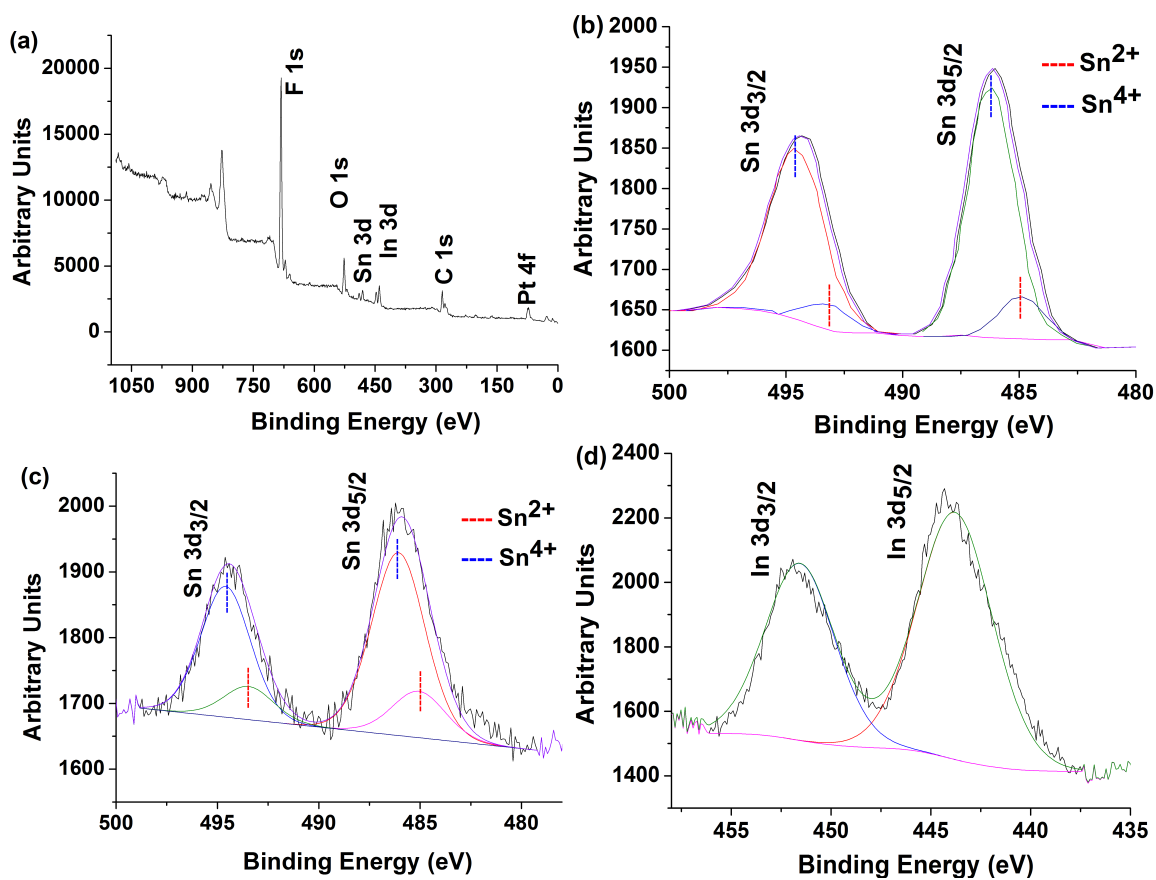 (a)
20000
15000
10000
5000
0
Arbitrary Units
F 1s
O 1s
Sn 3d
In 3d
C 1s
Pt 4f
1050 900 750 600 450 300 150 0
Binding Energy (eV)
(b)
2000
1950
1900
1850
1800
1750
1700
1650
1600
Arbitrary Units
Sn 3d3/2
Sn 3d5/2
Sn2+
Sn4+
500 495 490 485 480
Binding Energy (eV)
(c)
2000
1900
1800
1700
1600
Arbitrary Units
Sn 3d3/2
Sn 3d5/2
Sn2+
Sn4+
500 495 490 485 480
Binding Energy (eV)
(d)
2400
2200
2000
1800
1600
1400
Arbitrary Units
In 3d3/2
In 3d5/2
455 450 445 440 435
Binding Energy (eV)